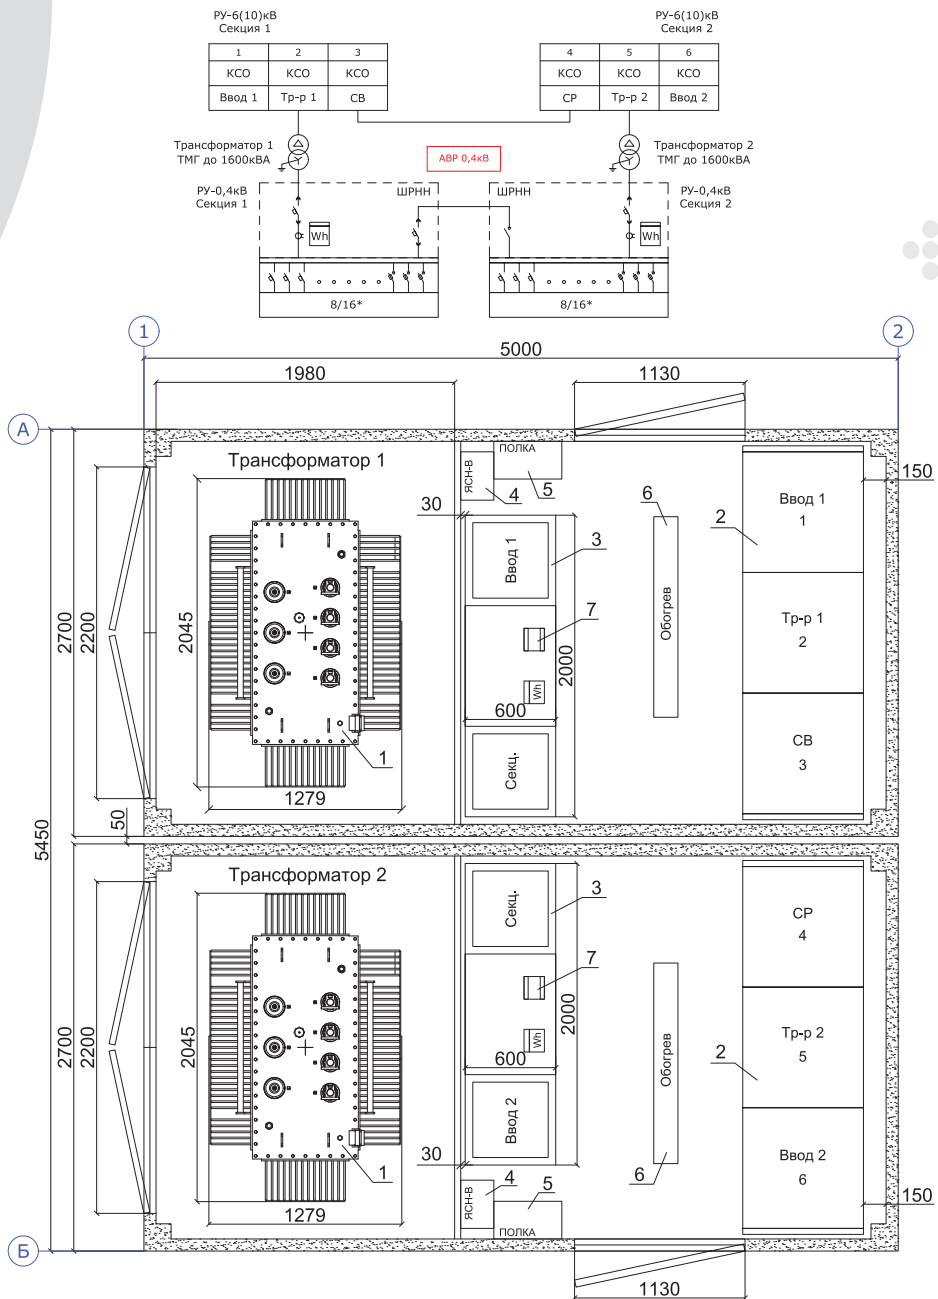 РУ-6(10)кВ
Секция 1
РУ-6(10)кВ
Секция 2
1 2 3
КСО КСО КСО
Ввод 1 Тр-р 1 СВ
4 5 6
КСО КСО КСО
СР Тр-р 2 Ввод 2
Трансформатор 1
ТМГ до 1600кВА
АВР 0,4кВ
Трансформатор 2
ТМГ до 1600кВА
РУ-0,4кВ
Секция 1
ШРНН
ШРНН
РУ-0,4кВ
Секция 2
Wh
Wh
8/16*
8/16*
1
2
5000
1980
1130
А
Трансформатор 1
ЯСН-В
ПОЛКА
4
5
30
6
2
150
Ввод 1
1
Ввод 1
3
7
Обогрев
Тр-р 1
2
2700
2200
2045
2000
Wh
600
Секц.
СВ
3
1
1279
50
5450
Трансформатор 2
Секц.
3
СР
4
7
2700
2200
2045
2000
Wh
600
Обогрев
2
Тр-р 2
5
Ввод 2
30
1
4
5
6
Ввод 2
6
150
ЯСН-В
ПОЛКА
1279
Б
1130